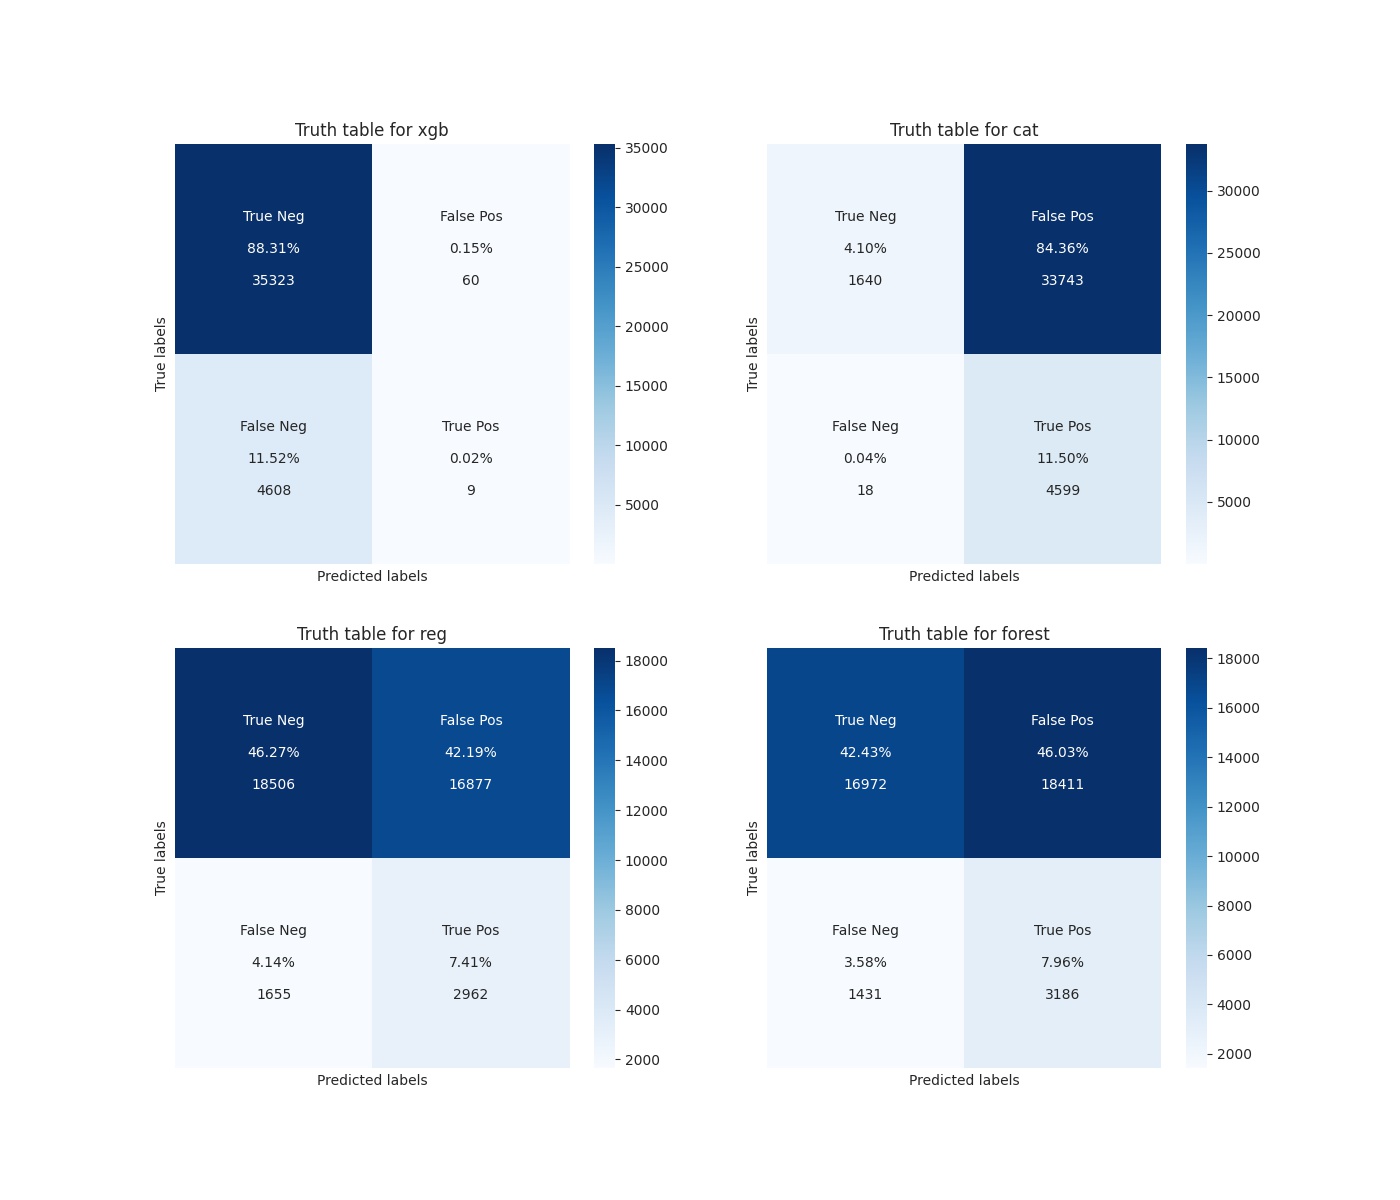 Truth table for xgb
True Neg
88.31%
35323
False Pos
0.15%
60
False Neg
11.52%
4608
True Pos
0.02%
9
True labels
Predicted labels
35000
30000
25000
20000
15000
10000
5000
Truth table for cat
True Neg
4.10%
1640
False Pos
84.36%
33743
False Neg
0.04%
18
True Pos
11.50%
4599
True labels
Predicted labels
30000
25000
20000
15000
10000
5000
Truth table for reg
True Neg
46.27%
18506
False Pos
42.19%
16877
False Neg
4.14%
1655
True Pos
7.41%
2962
True labels
Predicted labels
18000
16000
14000
12000
10000
8000
6000
4000
2000
Truth table for forest
True Neg
42.43%
16972
False Pos
46.03%
18411
False Neg
3.58%
1431
True Pos
7.96%
3186
True labels
Predicted labels
18000
16000
14000
12000
10000
8000
6000
4000
2000